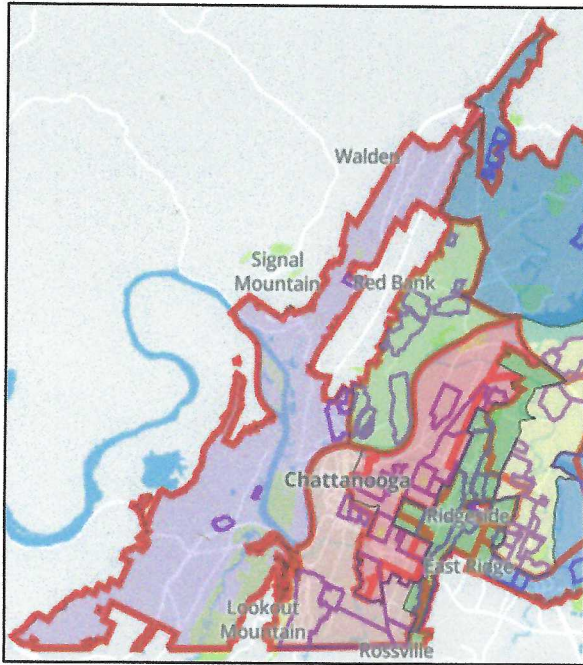 Walden
Signal
Mountain
Red Bank
Chattanooga
Ridgeside
East Ridge
Lookout
Mountain
Rossville